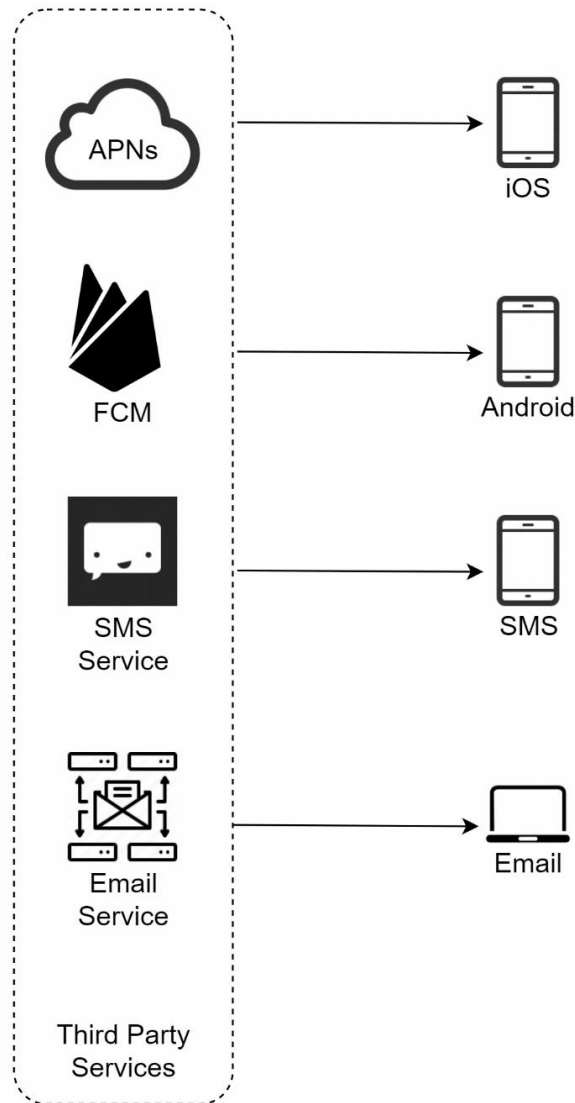 APNs
iOS
FCM
Android
SMS
Service
SMS
Email
Service
Email
Third Party
Services